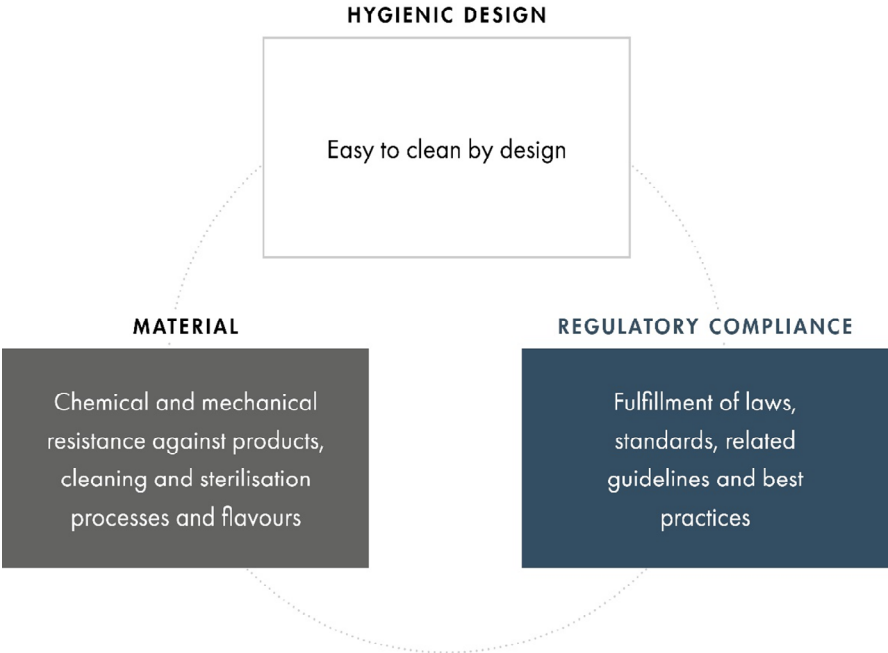 HYGIENIC DESIGN
Easy to clean by design
MATERIAL
Chemical and mechanical
resistance against products,
cleaning and sterilisation
processes and flavours
REGULATORY COMPLIANCE
Fulfillment of laws,
standards, related
guidelines and best
practices